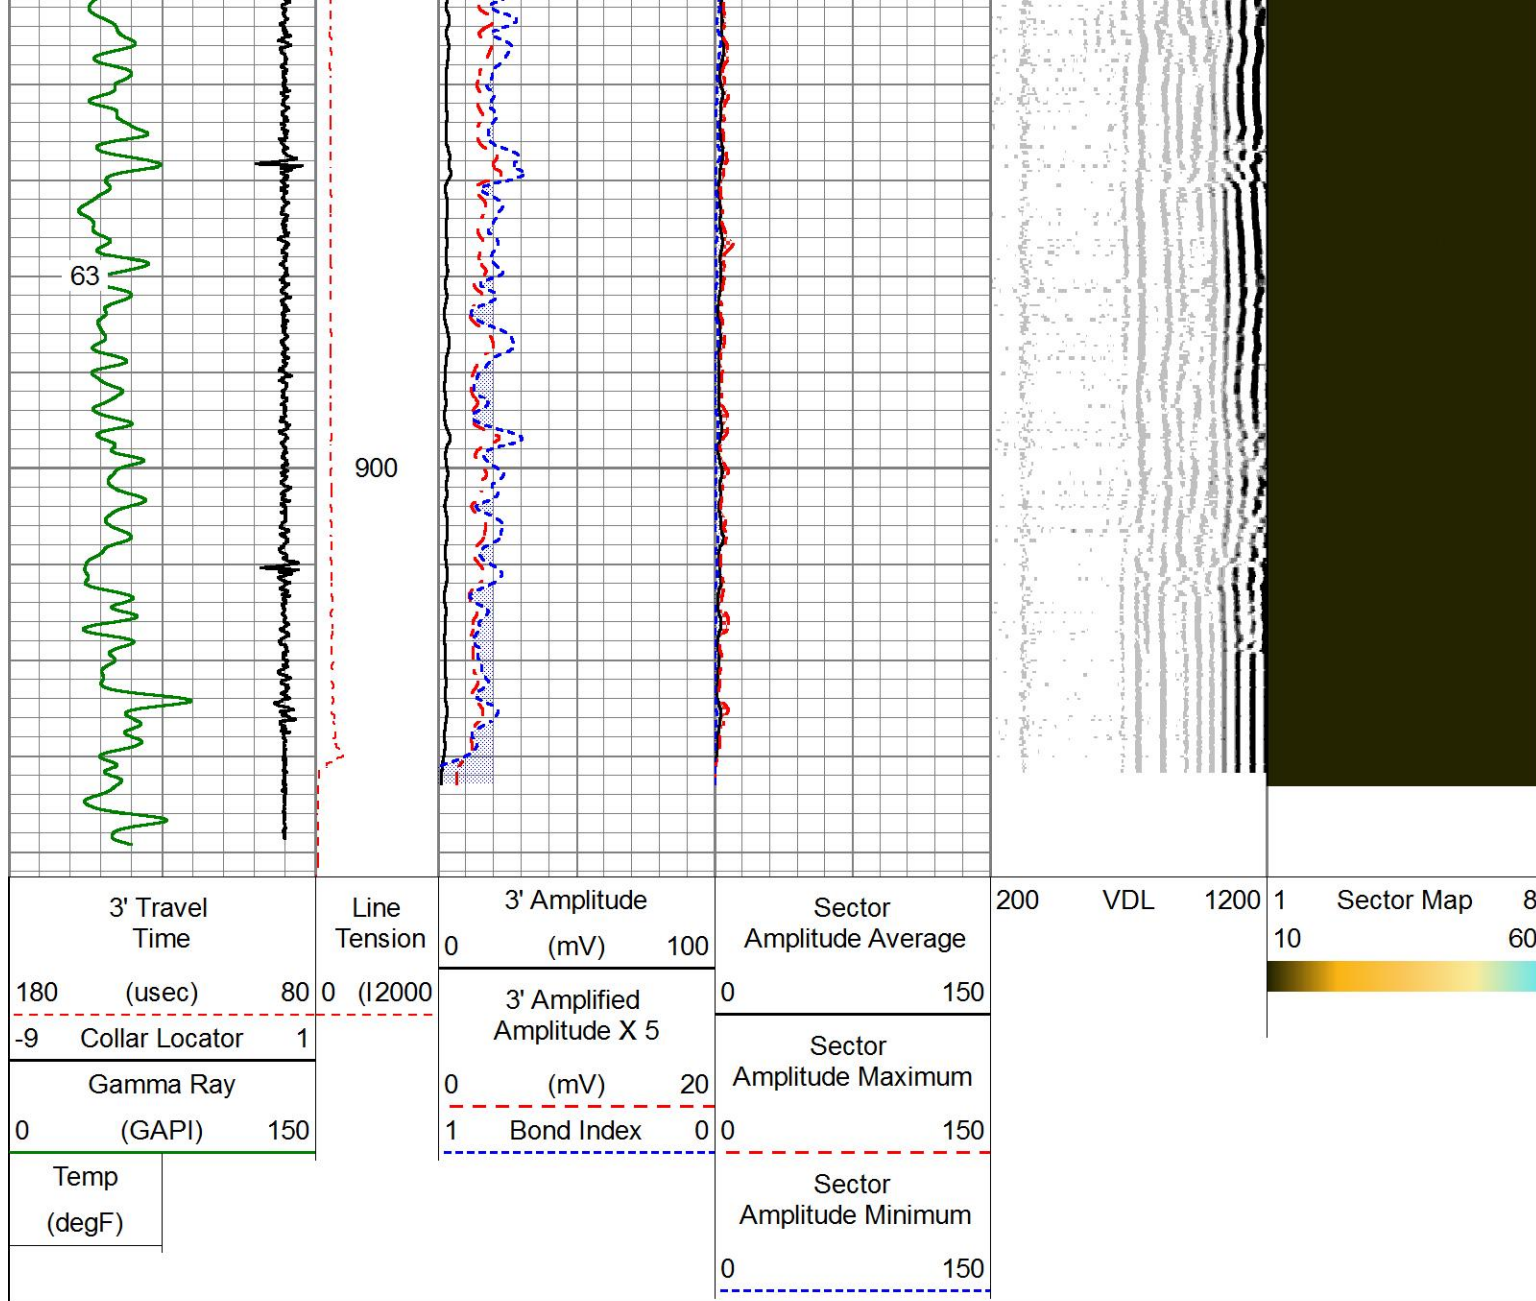 63
900
3' Travel
Time
180 (usec) 80
-9 Collar Locator 1
Gamma Ray
0 (GAPI) 150
Temp
(degF)
Line
Tension
0 (l2000
3' Amplitude
0 (mV) 100
3' Amplified
Amplitude X 5
0 (mV) 20
1 Bond Index 0
Sector
Amplitude Average
0 150
Sector
Amplitude Maximum
0 150
Sector
Amplitude Minimum
0 150
200 VDL 1200
1 Sector Map 8
10 60